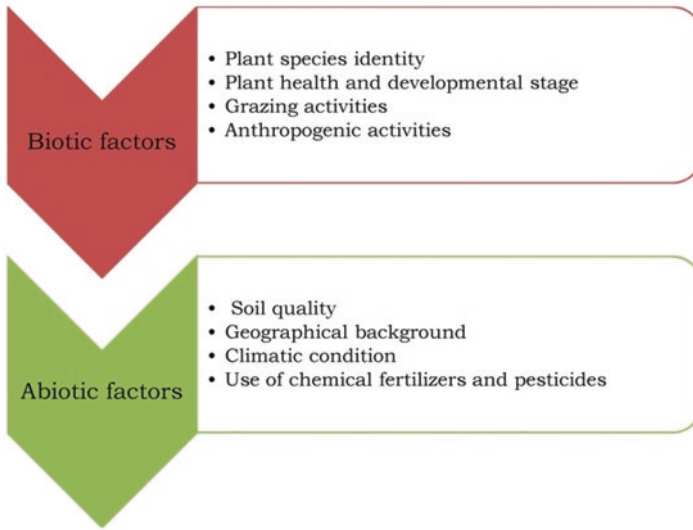 Biotic factors
• Plant species identity
• Plant health and developmental stage
• Grazing activities
• Anthropogenic activities
Abiotic factors
• Soil quality
• Geographical background
• Climatic condition
• Use of chemical fertilizers and pesticides